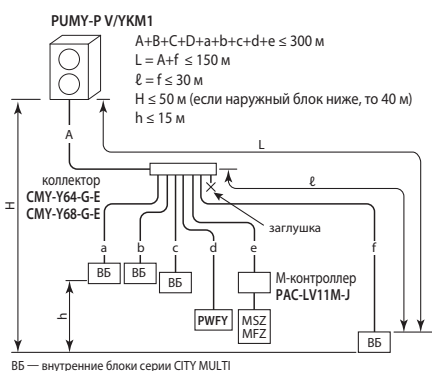 PUMY-P V/YKM1
A+B+C+D+a+b+c+d+e ≤ 300 м
L = A+f ≤ 150 м
ℓ = f ≤ 30 м
H ≤ 50 м (если наружный блок ниже, то 40 м)
h ≤ 15 м
A
L
H
коллектор
CMY-Y64-G-E
CMY-Y68-G-E
ℓ
заглушка
a
b
c
d
e
f
ВБ
ВБ
ВБ
М-контроллер
PAC-LV11M-J
h
PWFY
MSZ
MFZ
ВБ
ВБ — внутренние блоки серии CITY MULTI